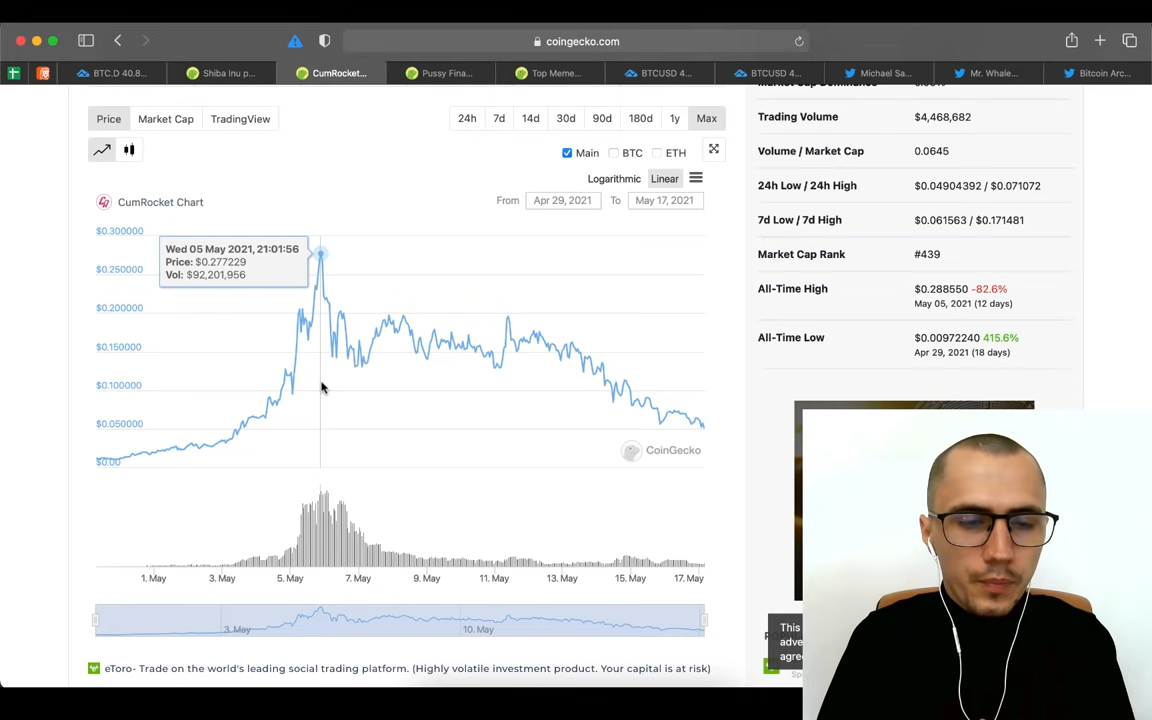 coingecko.com
BTC.D 40.8...
Shiba Inu p...
CumRocket...
Pussy Fina...
Top Meme...
BTCUSD 4...
BTCUSD 4...
Michael Sa...
Mr. Whale...
Bitcoin Arc...
Price Market Cap TradingView
24h 7d 14d 30d 90d 180d 1y Max
Main BTC ETH
Logarithmic Linear
CumRocket Chart
From Apr 29, 2021 To May 17, 2021
$0.300000
Wed 05 May 2021, 21:01:56
Price: $0.277229
Vol: $92,201,956
$0.250000
$0.200000
$0.150000
$0.100000
$0.050000
$0.00
CoinGecko
1. May 3. May 5. May 7. May 9. May 11. May 13. May 15. May 17. May
3. May 10. May
eToro- Trade on the world's leading social trading platform. (Highly volatile investment product. Your capital is at risk)
Trading Volume $4,468,682
Volume / Market Cap 0.0645
24h Low / 24h High $0.04904392 / $0.071072
7d Low / 7d High $0.061563 / $0.171481
Market Cap Rank #439
All-Time High $0.288550 -82.6%
May 05, 2021 (12 days)
All-Time Low $0.00972240 415.6%
Apr 29, 2021 (18 days)
This
adve
agre